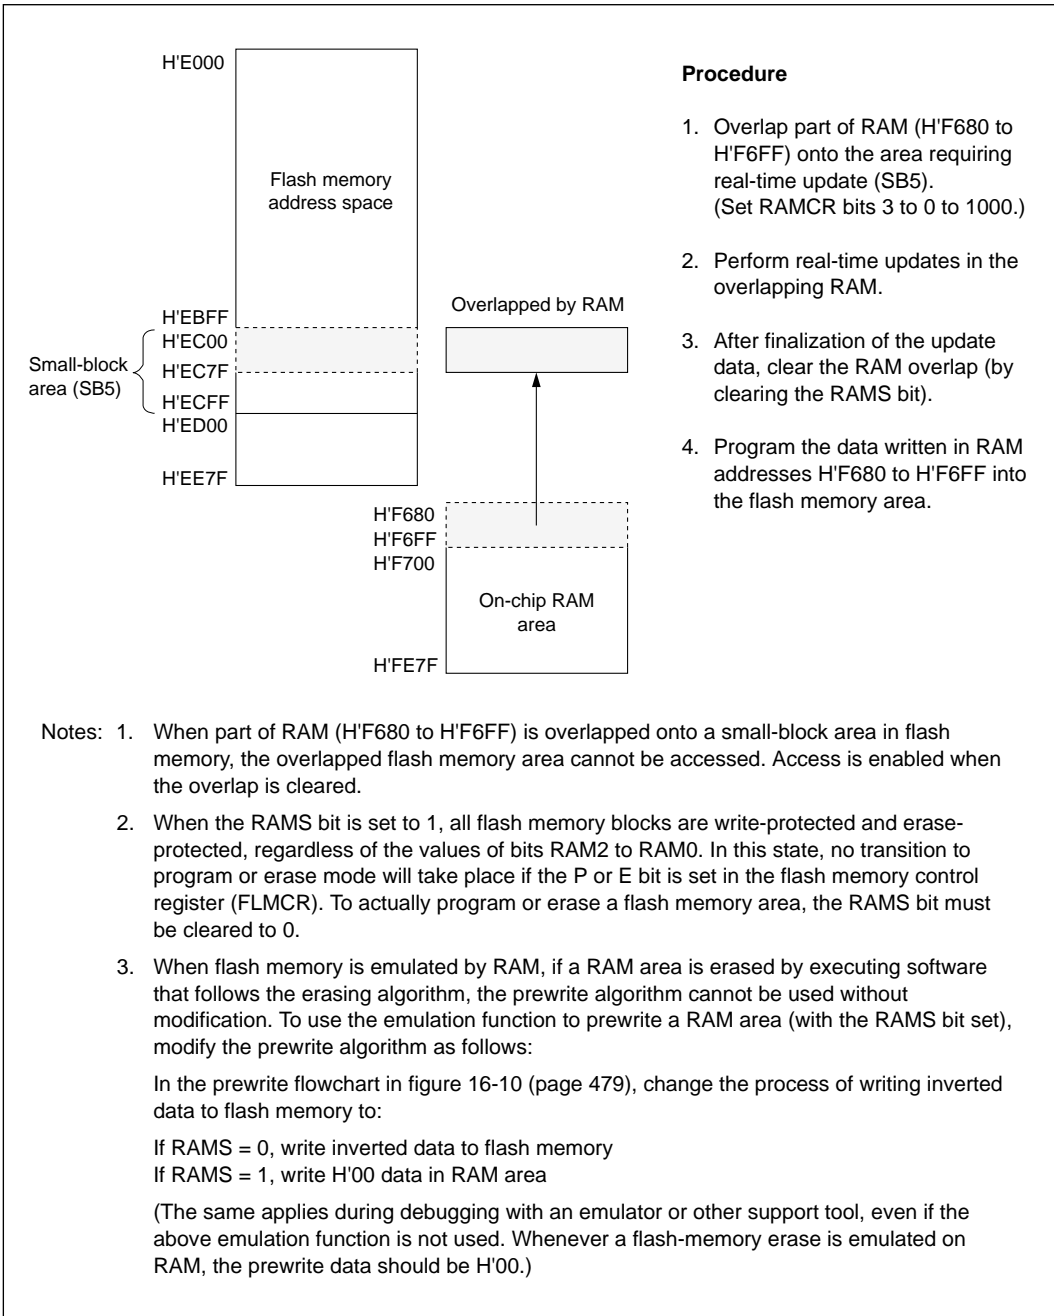 H'E000
Flash memory
address space
H'EBFF
H'EC00
Small-block
area (SB5)
H'EC7F
H'ECFF
H'ED00
H'EE7F
Overlapped by RAM
H'F680
H'F6FF
H'F700
On-chip RAM
area
H'FE7F
Procedure
1. Overlap part of RAM (H'F680 to
H'F6FF) onto the area requiring
real-time update (SB5).
(Set RAMCR bits 3 to 0 to 1000.)
2. Perform real-time updates in the
overlapping RAM.
3. After finalization of the update
data, clear the RAM overlap (by
clearing the RAMS bit).
4. Program the data written in RAM
addresses H'F680 to H'F6FF into
the flash memory area.
Notes: 1. When part of RAM (H'F680 to H'F6FF) is overlapped onto a small-block area in flash
memory, the overlapped flash memory area cannot be accessed. Access is enabled when
the overlap is cleared.
2. When the RAMS bit is set to 1, all flash memory blocks are write-protected and erase-
protected, regardless of the values of bits RAM2 to RAM0. In this state, no transition to
program or erase mode will take place if the P or E bit is set in the flash memory control
register (FLMCR). To actually program or erase a flash memory area, the RAMS bit must
be cleared to 0.
3. When flash memory is emulated by RAM, if a RAM area is erased by executing software
that follows the erasing algorithm, the prewrite algorithm cannot be used without
modification. To use the emulation function to prewrite a RAM area (with the RAMS bit set),
modify the prewrite algorithm as follows:
In the prewrite flowchart in figure 16-10 (page 479), change the process of writing inverted
data to flash memory to:
If RAMS = 0, write inverted data to flash memory
If RAMS = 1, write H'00 data in RAM area
(The same applies during debugging with an emulator or other support tool, even if the
above emulation function is not used. Whenever a flash-memory erase is emulated on
RAM, the prewrite data should be H'00.)